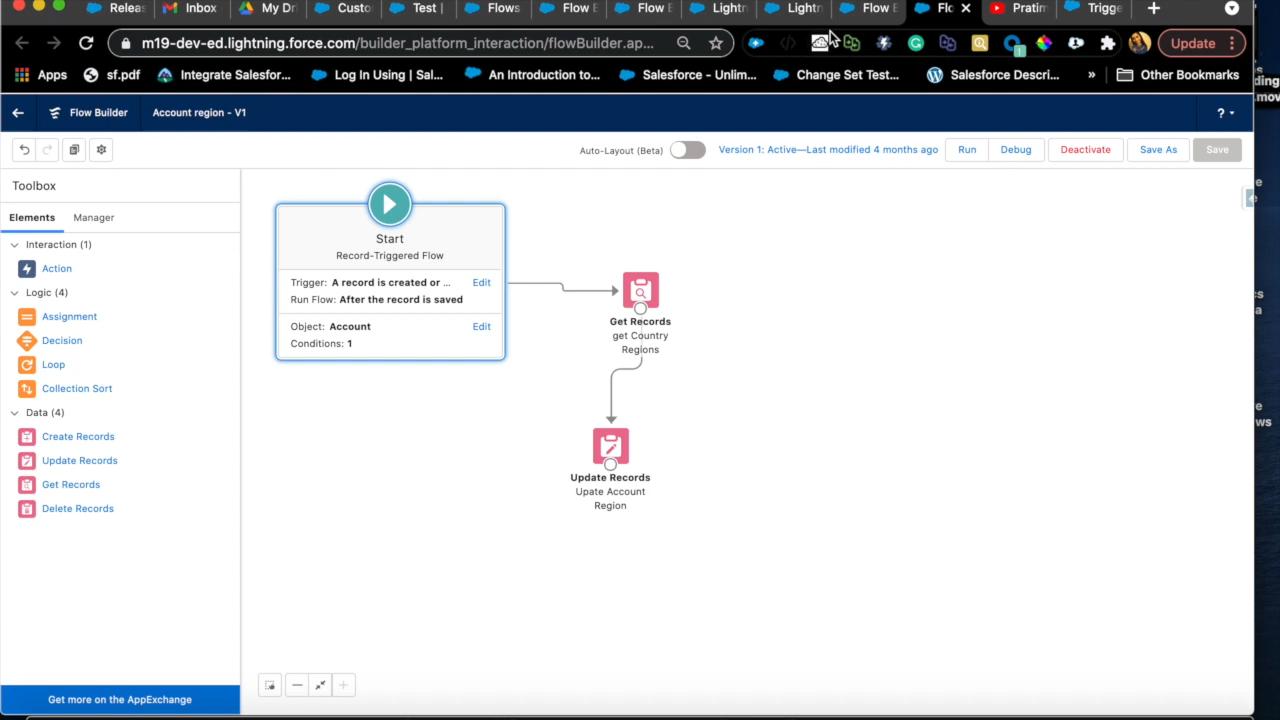 Releas
Inbox
My Dri
Custo
Test |
Flows
Flow E
Flow E
Lightn
Lightn
Flow E
Flo
Pratim
Trigge
m19-dev-ed.lightning.force.com/builder_platform_interaction/flowBuilder.ap...
Update
Apps
sf.pdf
Integrate Salesfor...
Log In Using | Sal...
An Introduction to...
Salesforce - Unlim...
Change Set Test...
Salesforce Descri...
»
Other Bookmarks
Flow Builder
Account region - V1
?
Auto-Layout (Beta)
Version 1: Active—Last modified 4 months ago
Run
Debug
Deactivate
Save As
Save
Toolbox
Elements
Manager
Interaction (1)
Action
Logic (4)
Assignment
Decision
Loop
Collection Sort
Data (4)
Create Records
Update Records
Get Records
Delete Records
Get more on the AppExchange
Start
Record-Triggered Flow
Trigger: A record is created or ...
Edit
Run Flow: After the record is saved
Object: Account
Edit
Conditions: 1
Get Records
get Country
Regions
Update Records
Upate Account
Region